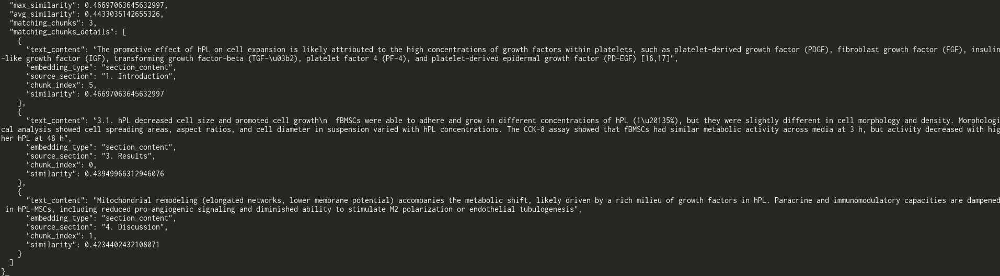 "max_similarity": 0.46697063645632997,
"avg_similarity": 0.4433035142655326,
"matching_chunks": 3,
"matching_chunks_details": [
{
"text_content": "The promotive effect of hPL on cell expansion is likely attributed to the high concentrations of growth factors within platelets, such as platelet-derived growth factor (PDGF), fibroblast growth factor (FGF), insulin
-like growth factor (IGF), transforming growth factor-beta (TGF-\u03b2), platelet factor 4 (PF-4), and platelet-derived epidermal growth factor (PD-EGF) [16,17]",
"embedding_type": "section_content",
"source_section": "1. Introduction",
"chunk_index": 5,
"similarity": 0.46697063645632997
},
{
"text_content": "3.1. hPL decreased cell size and promoted cell growth\n  fBMSCs were able to adhere and grow in different concentrations of hPL (1\u20135%), but they were slightly different in cell morphology and density. Morphologi
cal analysis showed cell spreading areas, aspect ratios, and cell diameter in suspension varied with hPL concentrations. The CCK-8 assay showed that fBMSCs had similar metabolic activity across media at 3 h, but activity decreased with hig
her hPL at 48 h",
"embedding_type": "section_content",
"source_section": "3. Results",
"chunk_index": 0,
"similarity": 0.43949966312946076
},
{
"text_content": "Mitochondrial remodeling (elongated networks, lower membrane potential) accompanies the metabolic shift, likely driven by a rich milieu of growth factors in hPL. Paracrine and immunomodulatory capacities are dampened
in hPL-MSCs, including reduced pro-angiogenic signaling and diminished ability to stimulate M2 polarization or endothelial tubulogenesis",
"embedding_type": "section_content",
"source_section": "4. Discussion",
"chunk_index": 1,
"similarity": 0.4234402432108071
}
]
}_